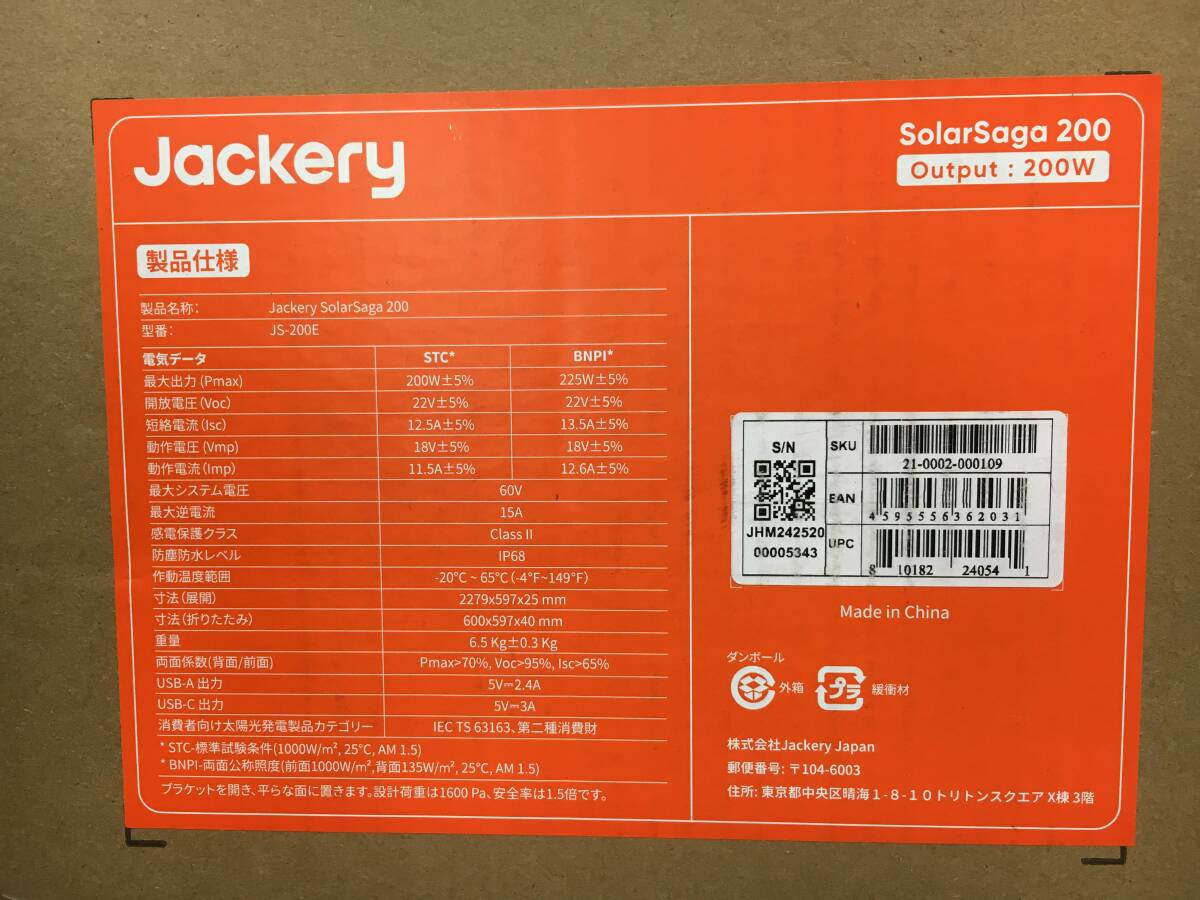 Jackery
SolarSaga 200
Output : 200W
製品仕様
製品名称: Jackery SolarSaga 200
型番: JS-200E
電気データ STC* BNPI*
最大出力 (Pmax) 200W±5% 225W±5%
開放電圧 (Voc) 22V±5% 22V±5%
短絡電流 (Isc) 12.5A±5% 13.5A±5%
動作電圧 (Vmp) 18V±5% 18V±5%
動作電流 (Imp) 11.5A±5% 12.6A±5%
最大システム電圧 60V
最大逆電流 15A
感電保護クラス Class II
防塵防水レベル IP68
作動温度範囲 -20°C ~ 65°C (-4°F~149°F)
寸法 (展開) 2279x597x25 mm
寸法 (折りたたみ) 600x597x40 mm
重量 6.5 Kg±0.3 Kg
両面係数(背面/前面) Pmax>70%, Voc>95%, Isc>65%
USB-A 出力 5V⎓2.4A
USB-C 出力 5V⎓3A
消費者向け太陽光発電製品カテゴリー IEC TS 63163、第二種消費財
* STC-標準試験条件(1000W/m², 25°C, AM 1.5)
* BNPI-両面公称照度(前面1000W/m²,背面135W/m², 25°C, AM 1.5)
ブラケットを開き、平らな面に置きます。設計荷重は1600 Pa、安全率は1.5倍です。
S/N
JHM242520
00005343
SKU
21-0002-000109
EAN
4595556362031
UPC
8 10182 24054 1
Made in China
ダンボール
外箱 プラ 緩衝材
株式会社Jackery Japan
郵便番号: 〒104-6003
住所: 東京都中央区晴海１-８-１０トリトンスクエア X棟 3階